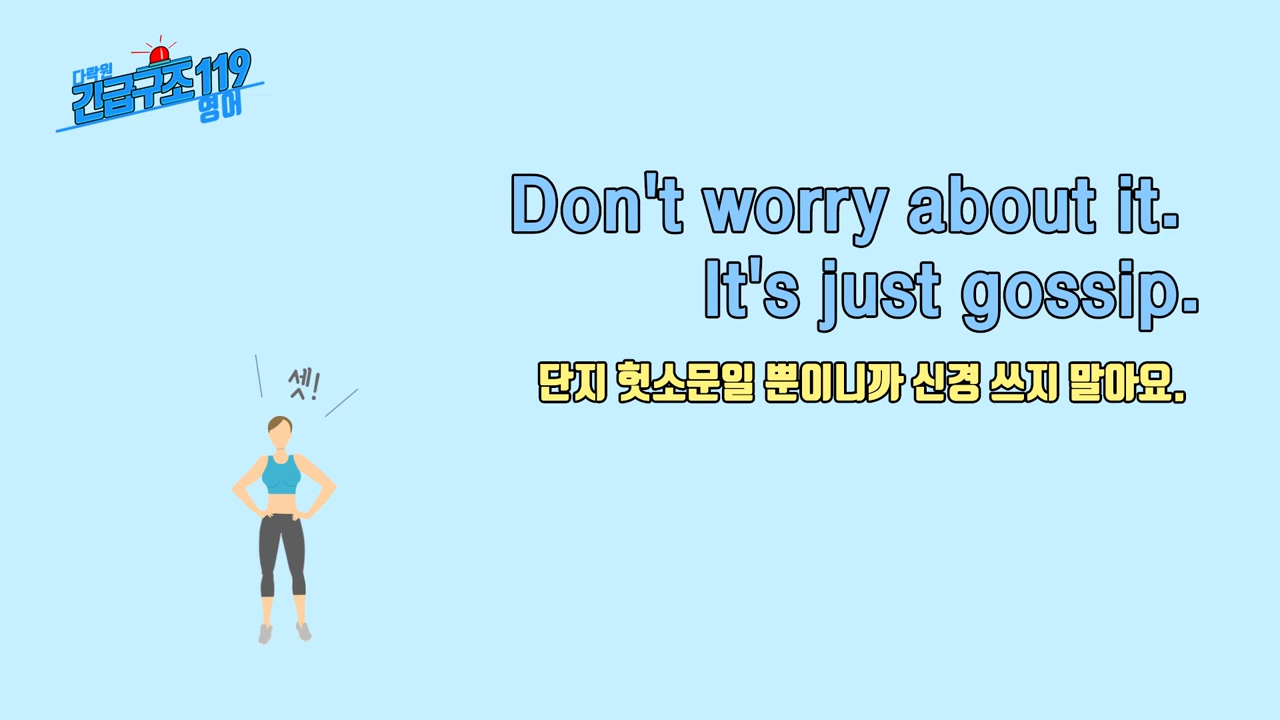 다락원
긴급구조119
영어
Don't worry about it.
It's just gossip.
단지 헛소문일 뿐이니까 신경 쓰지 말아요.
셋!